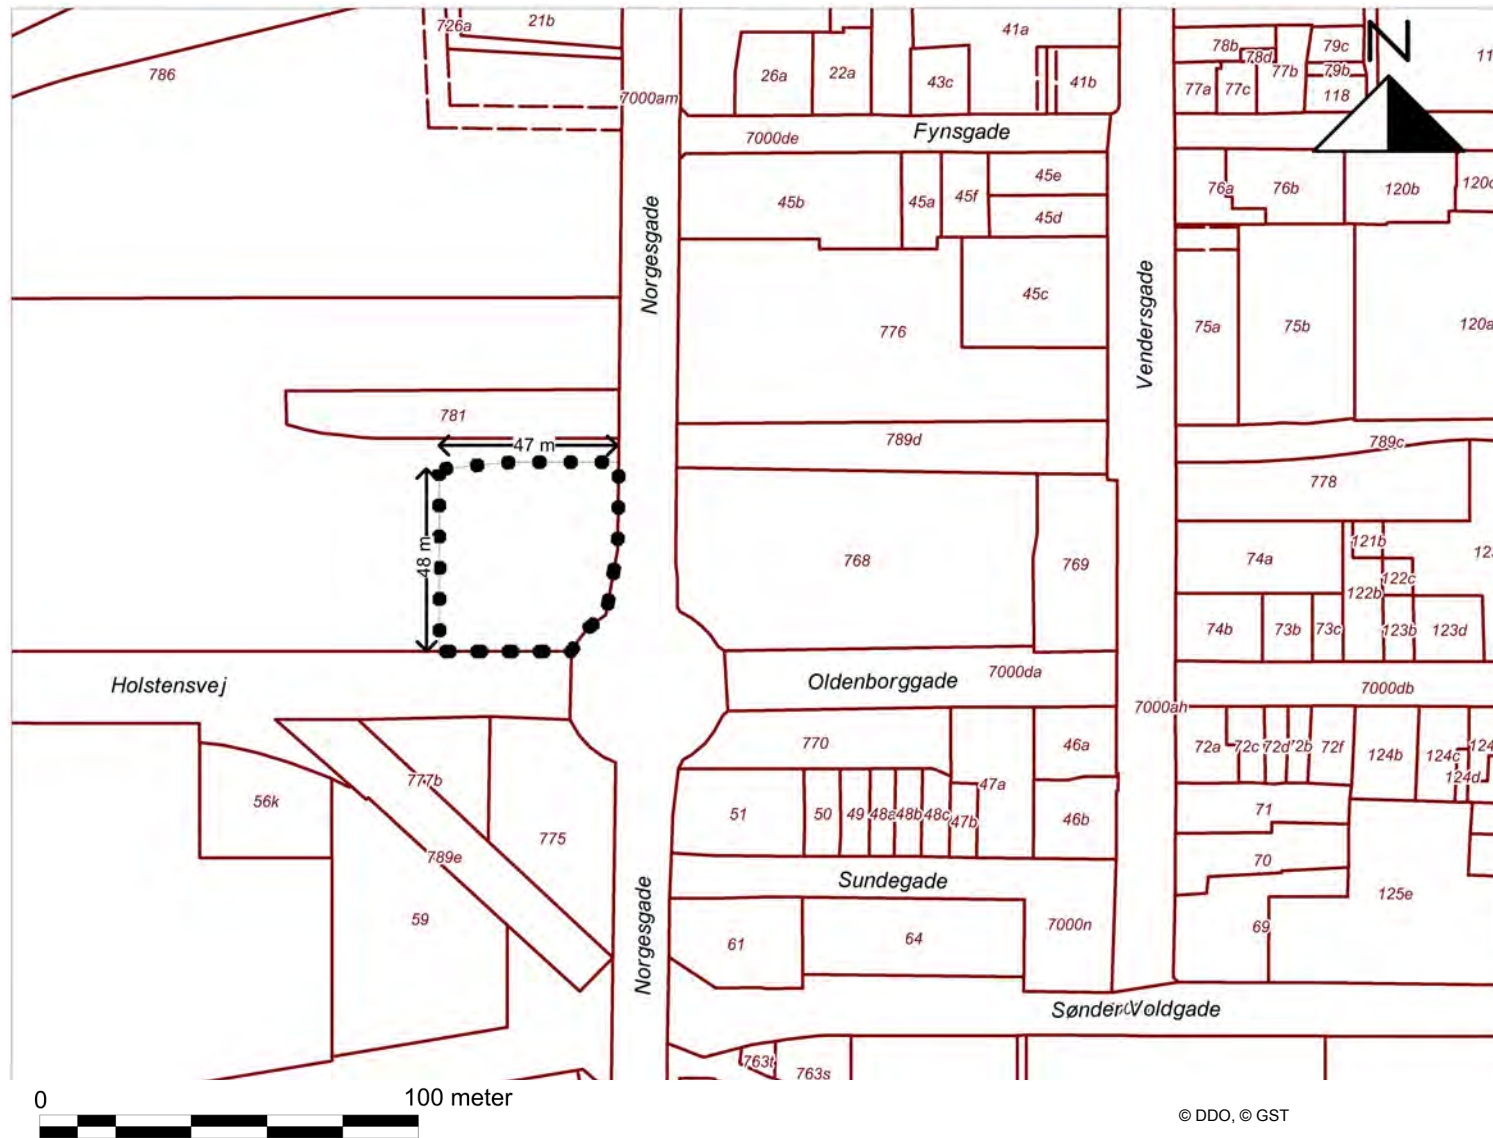 726a 21b 41a 78b 79c
N
786 26a 22a 43c 41b 78d 77b 79b
7000am 77a 77c 118
7000de Fynsgade
45b 45a 45f 45e 76a 76b 120b
45d
Norgesgade
45c
Vendersgade
776 75a 75b 120a
781
47 m
789d 789c
778
48 m
768 769 74a 121b
122c
122b
74b 73b 73c 123b 123d
Holstensvej Oldenborggade 7000da 7000db
7000ah
770 46a 72a 72c 72d 72b 72f 124b 124c
777b 47a 124d
56k 51 50 49 48a 48b 48c 47b 46b 71
775
789e 70
Sundegade
Norgesgade
59 125e
61 64 7000n 69
Sønder Voldgade
763t
763s
0 100 meter
© DDO, © GST